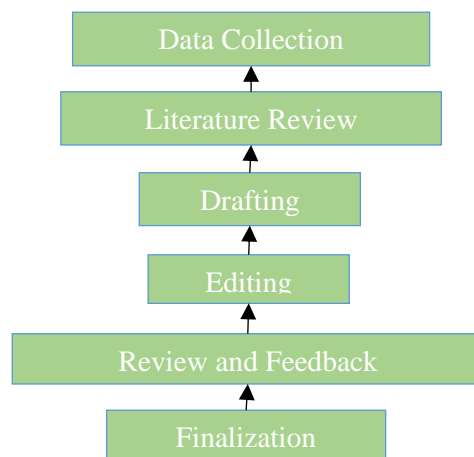 Data Collection
Literature Review
Drafting
Editing
Review and Feedback
Finalization